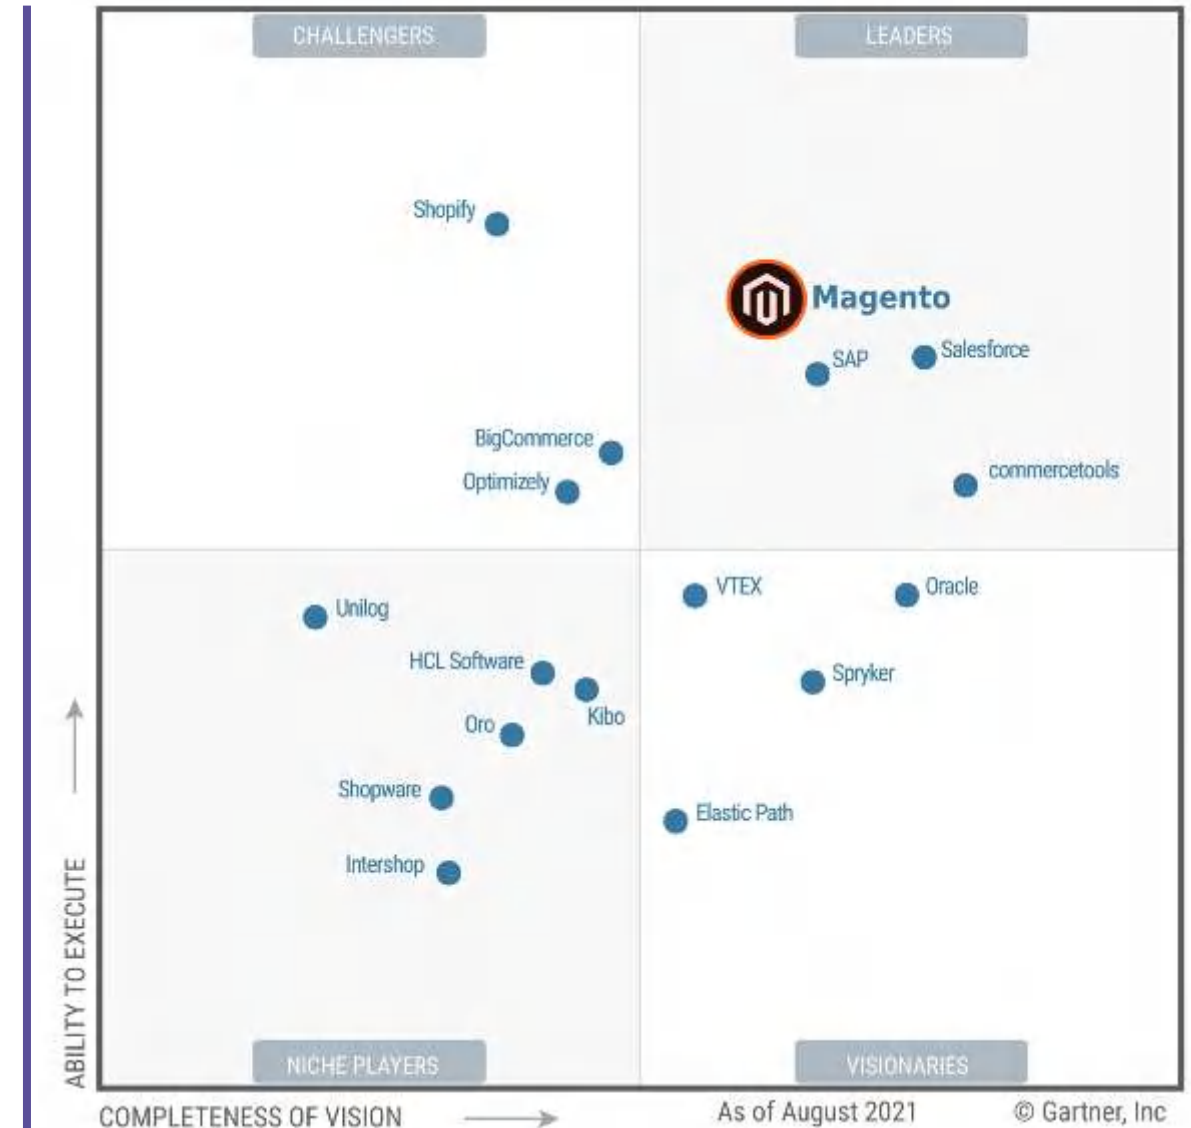 CHALLENGERS
LEADERS
Shopify
Magento
Salesforce
SAP
BigCommerce
commercetools
Optimizely
VTEX
Oracle
Unilog
HCL Software
Spryker
Kibo
Oro
Shopware
Elastic Path
Intershop
ABILITY TO EXECUTE
NICHE PLAYERS
VISIONARIES
COMPLETENESS OF VISION
As of August 2021
© Gartner, Inc